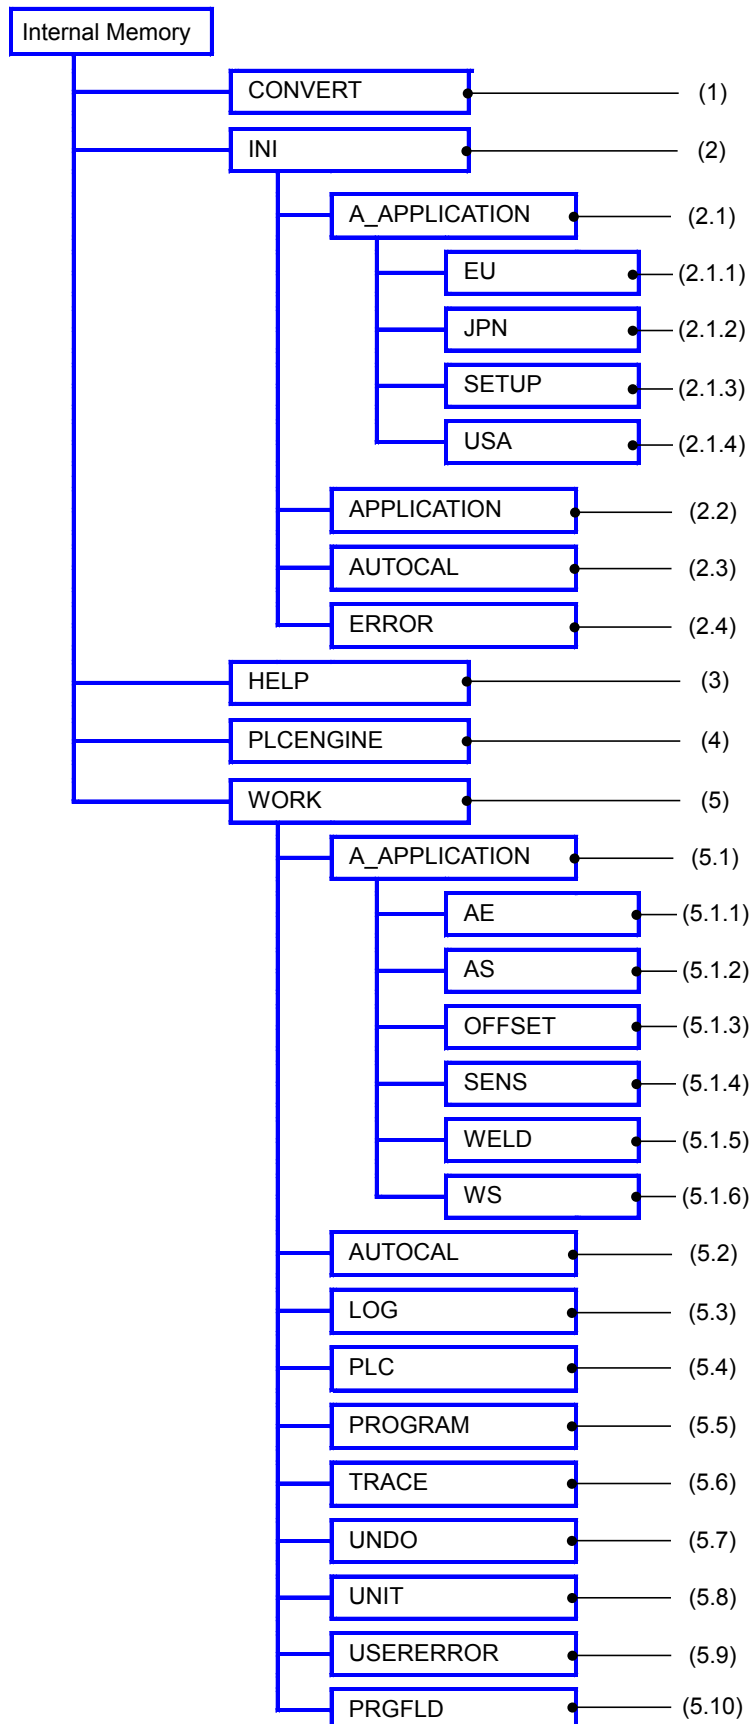 Internal Memory
CONVERT (1)
INI (2)
A_APPLICATION (2.1)
EU (2.1.1)
JPN (2.1.2)
SETUP (2.1.3)
USA (2.1.4)
APPLICATION (2.2)
AUTOCAL (2.3)
ERROR (2.4)
HELP (3)
PLCENGINE (4)
WORK (5)
A_APPLICATION (5.1)
AE (5.1.1)
AS (5.1.2)
OFFSET (5.1.3)
SENS (5.1.4)
WELD (5.1.5)
WS (5.1.6)
AUTOCAL (5.2)
LOG (5.3)
PLC (5.4)
PROGRAM (5.5)
TRACE (5.6)
UNDO (5.7)
UNIT (5.8)
USERERROR (5.9)
PRGFLD (5.10)